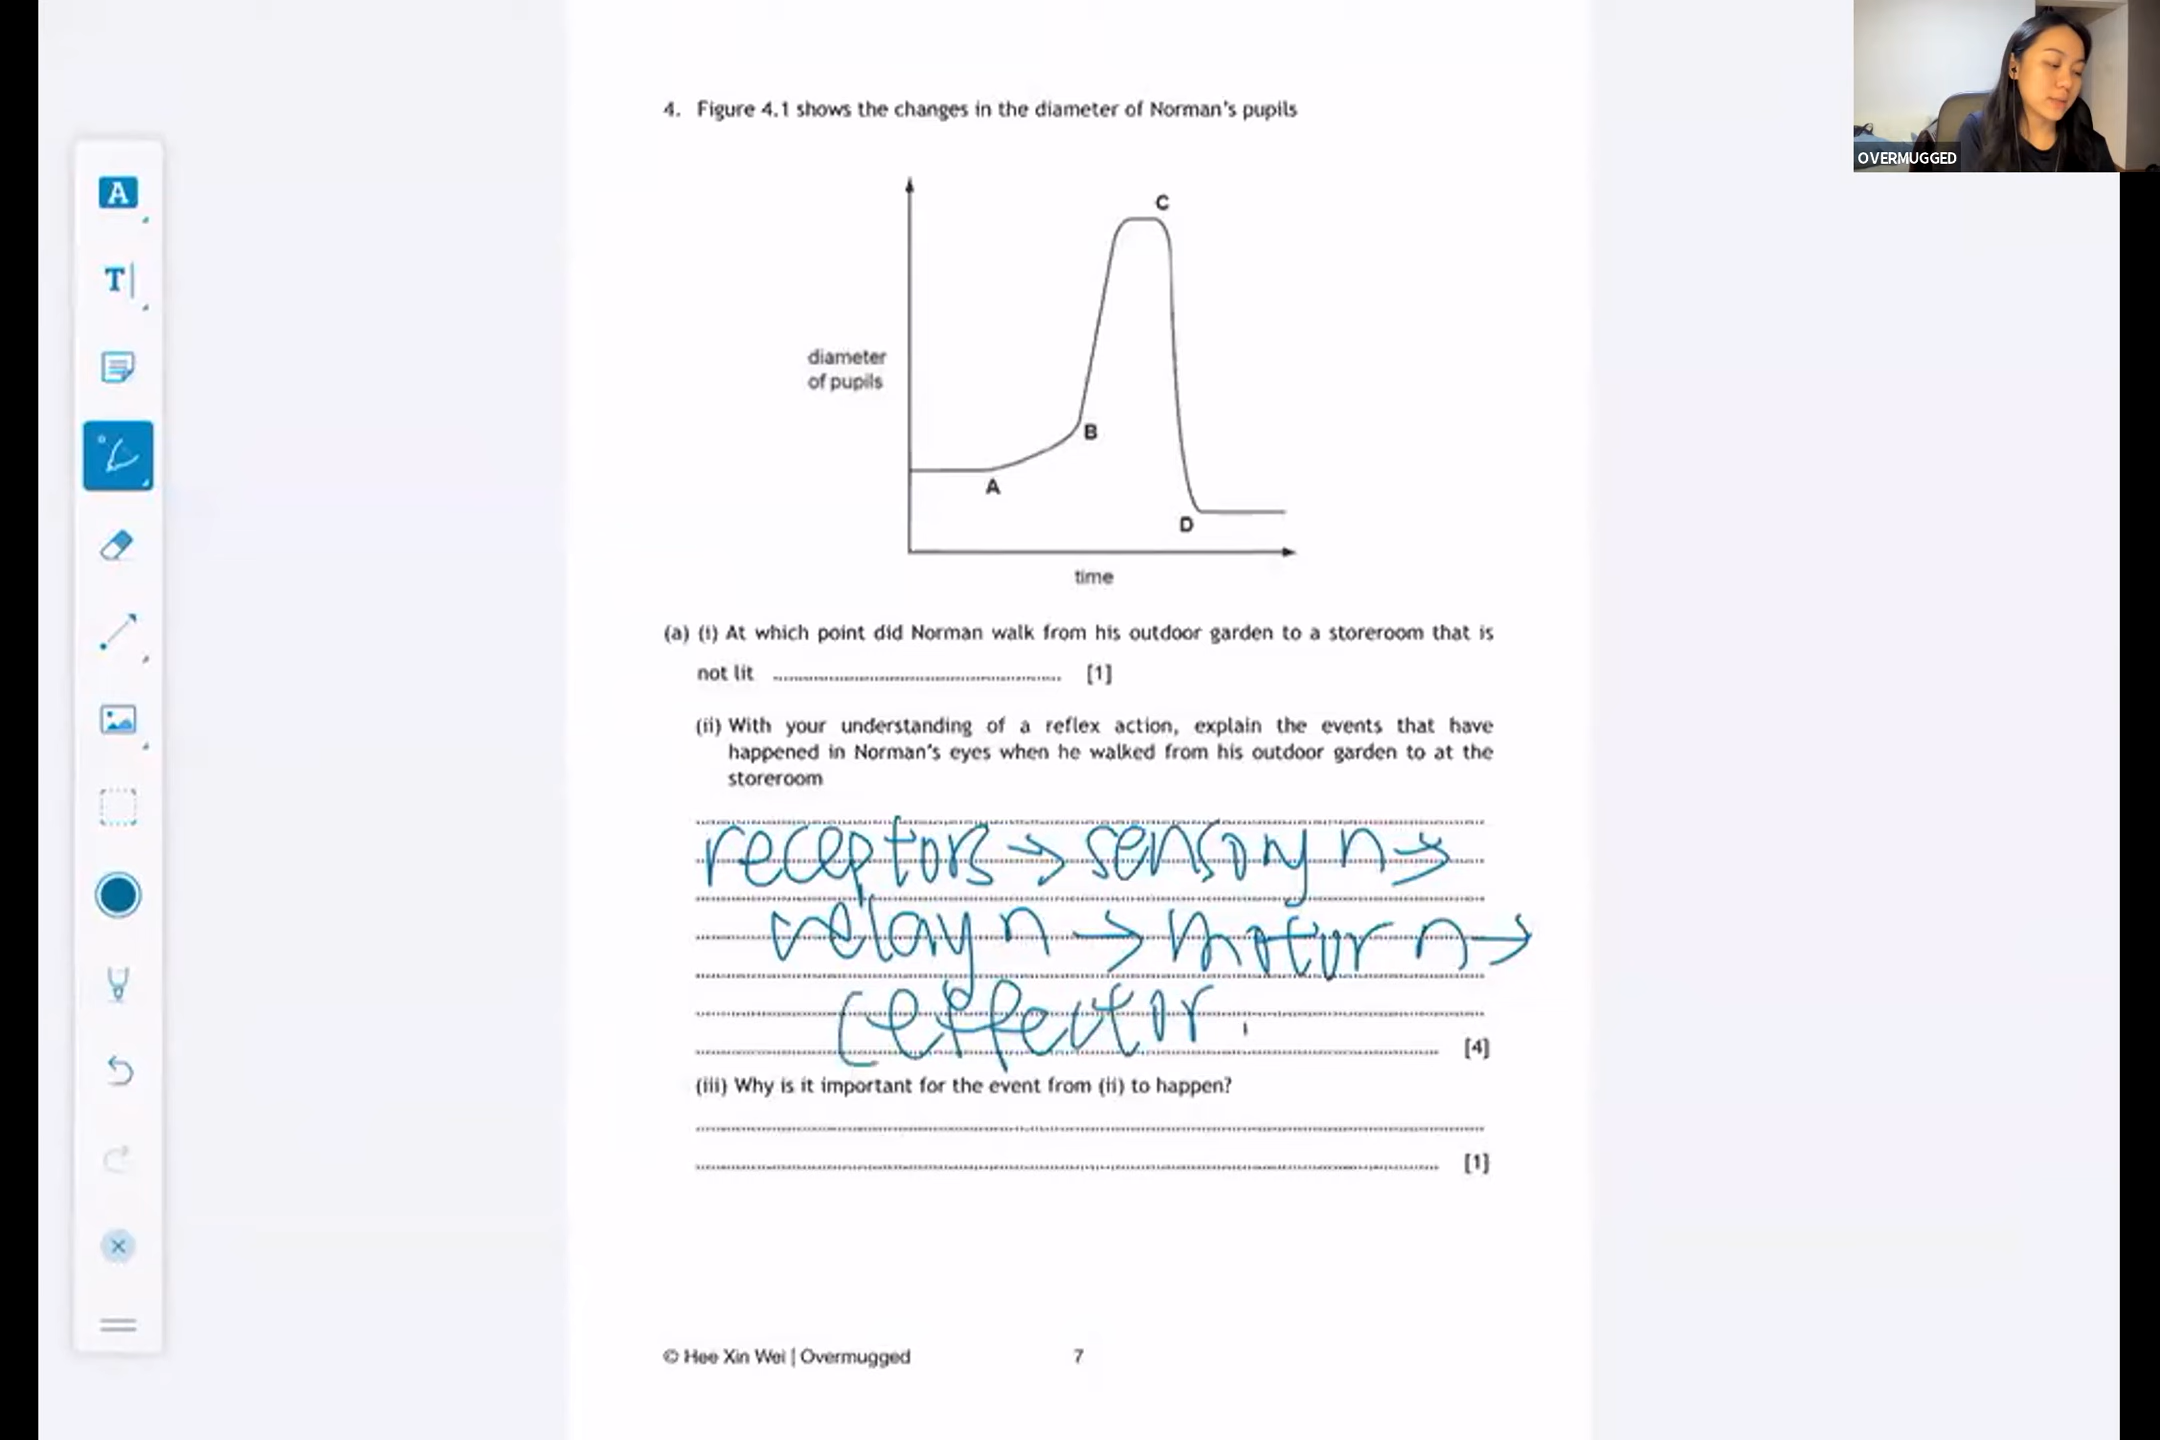 OVERMUGGED
4. Figure 4.1 shows the changes in the diameter of Norman's pupils
C
diameter
of pupils
B
A
D
time
(a) (i) At which point did Norman walk from his outdoor garden to a storeroom that is
not lit [1]
(ii) With your understanding of a reflex action, explain the events that have
happened in Norman's eyes when he walked from his outdoor garden to at the
storeroom
receptors → sensory n →
relay n → motor n →
effector
[4]
(iii) Why is it important for the event from (ii) to happen?
[1]
© Hee Xin Wei | Overmugged 7
A
T